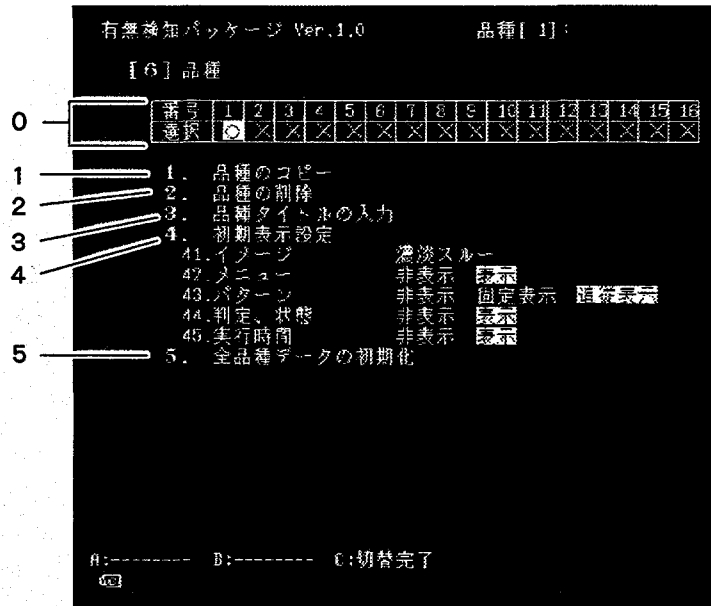 有無検知パッケージ Ver.1.0 品種[ 1]:
[6]品種
0
番号 1 2 3 4 5 6 7 8 9 10 11 12 13 14 15 16
選択 ○ × × × × × × × × × × × × × × ×
1 1. 品種のコピー
2 2. 品種の削除
3 3. 品種タイトルの入力
4 4. 初期表示設定
41.イメージ 濃淡スルー
42.メニュー 非表示 表示
43.パターン 非表示 固定表示 追従表示
44.判定、状態 非表示 表示
45.実行時間 非表示 表示
5 5. 全品種データの初期化
A:-------- B:-------- C:切替完了